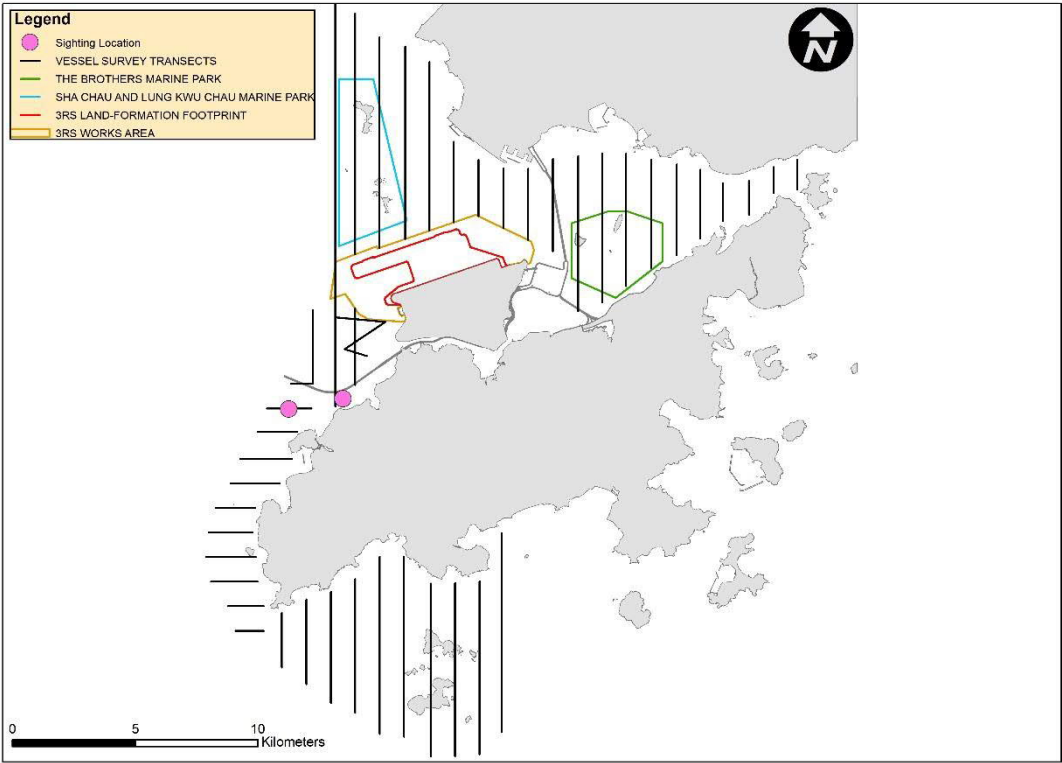 Legend
Sighting Location
VESSEL SURVEY TRANSECTS
THE BROTHERS MARINE PARK
SHA CHAU AND LUNG KWU CHAU MARINE PARK
3RS LAND-FORMATION FOOTPRINT
3RS WORKS AREA
N
0 5 10
Kilometers